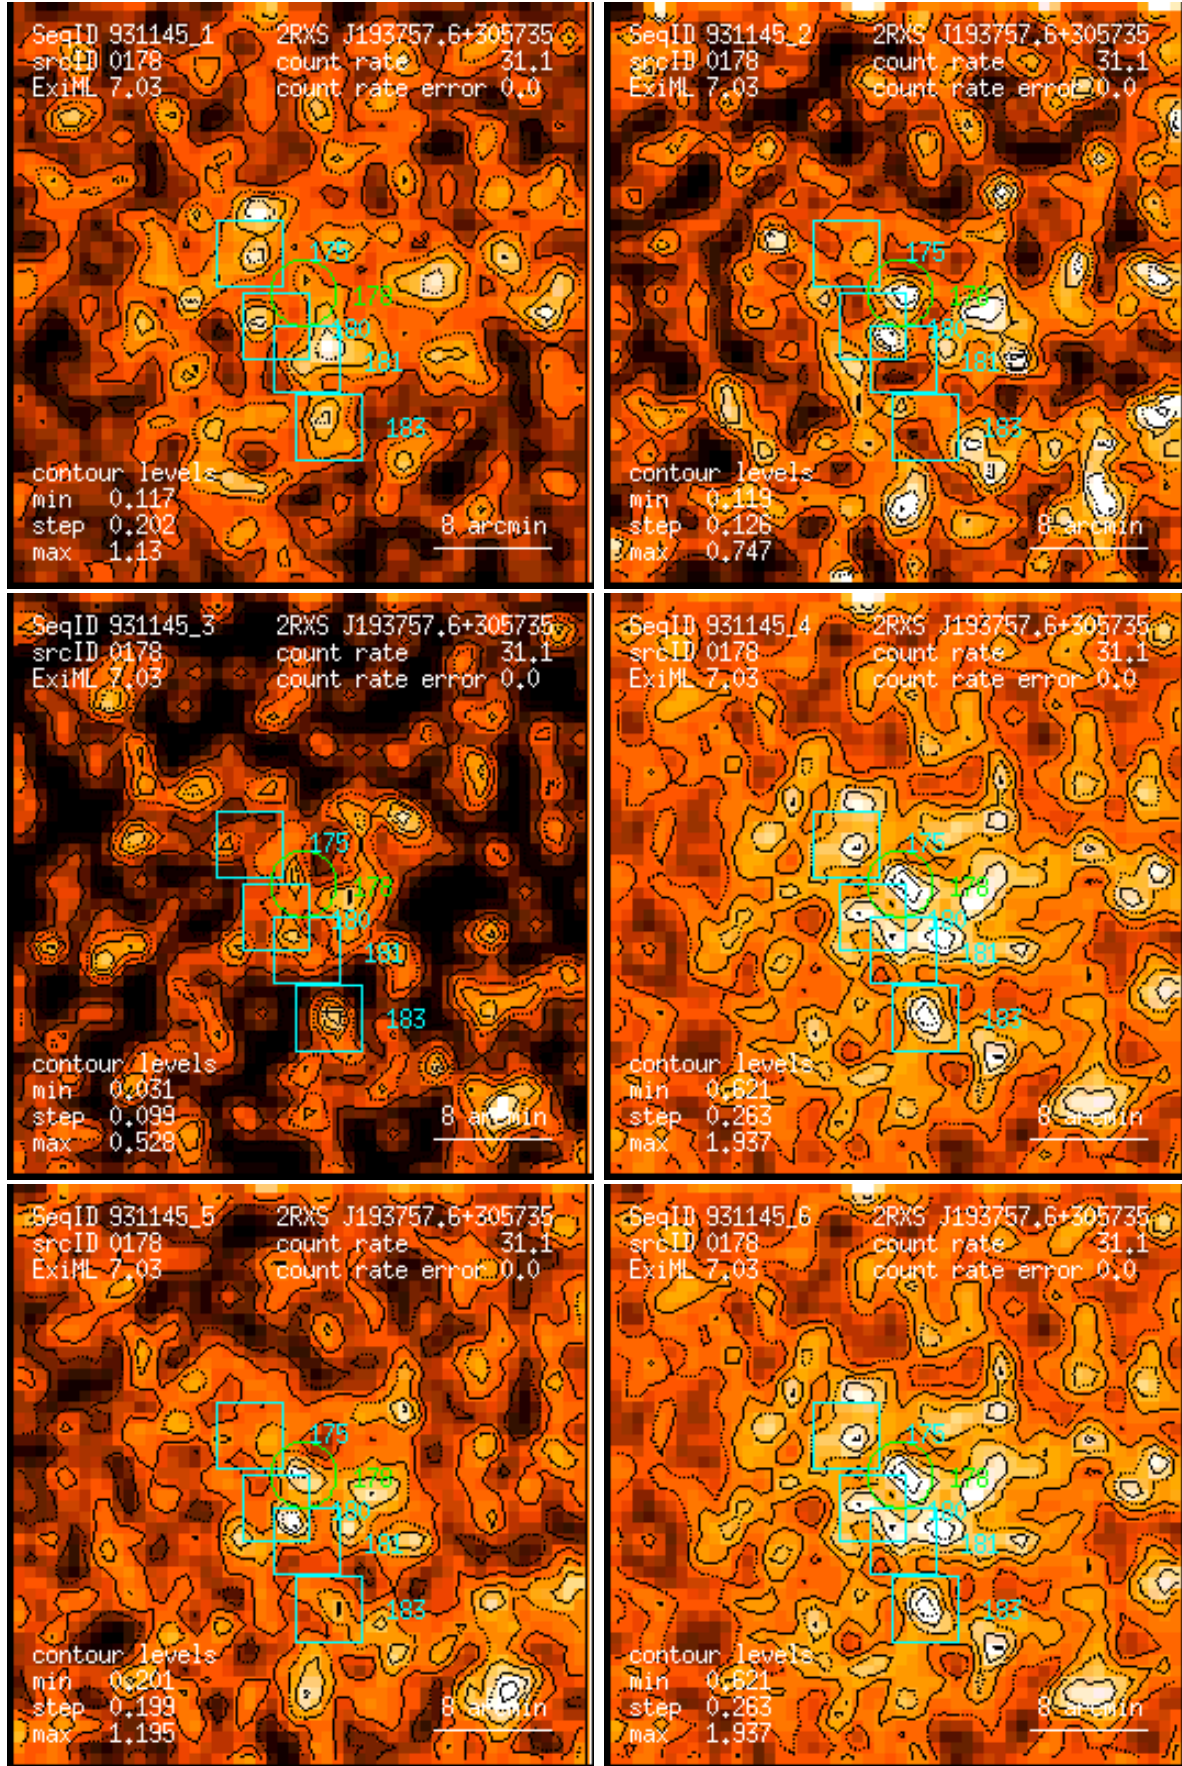 SeqID 931145_1 2RXS J193757.6+305735
srcID 0178 count rate 31.1
ExiML 7.03 count rate error 0.0
175
178
180
181
183
contour levels
min 0.117
step 0.202
max 1.13
8 arcmin
SeqID 931145_2 2RXS J193757.6+305735
srcID 0178 count rate 31.1
ExiML 7.03 count rate error 0.0
175
178
180
181
183
contour levels
min 0.119
step 0.126
max 0.747
8 arcmin
SeqID 931145_3 2RXS J193757.6+305735
srcID 0178 count rate 31.1
ExiML 7.03 count rate error 0.0
175
178
180
181
183
contour levels
min 0.031
step 0.099
max 0.528
8 arcmin
SeqID 931145_4 2RXS J193757.6+305735
srcID 0178 count rate 31.1
ExiML 7.03 count rate error 0.0
175
178
180
181
183
contour levels
min 0.621
step 0.263
max 1.937
8 arcmin
SeqID 931145_5 2RXS J193757.6+305735
srcID 0178 count rate 31.1
ExiML 7.03 count rate error 0.0
175
178
180
181
183
contour levels
min 0.201
step 0.199
max 1.195
8 arcmin
SeqID 931145_6 2RXS J193757.6+305735
srcID 0178 count rate 31.1
ExiML 7.03 count rate error 0.0
175
178
180
181
183
contour levels
min 0.621
step 0.263
max 1.937
8 arcmin